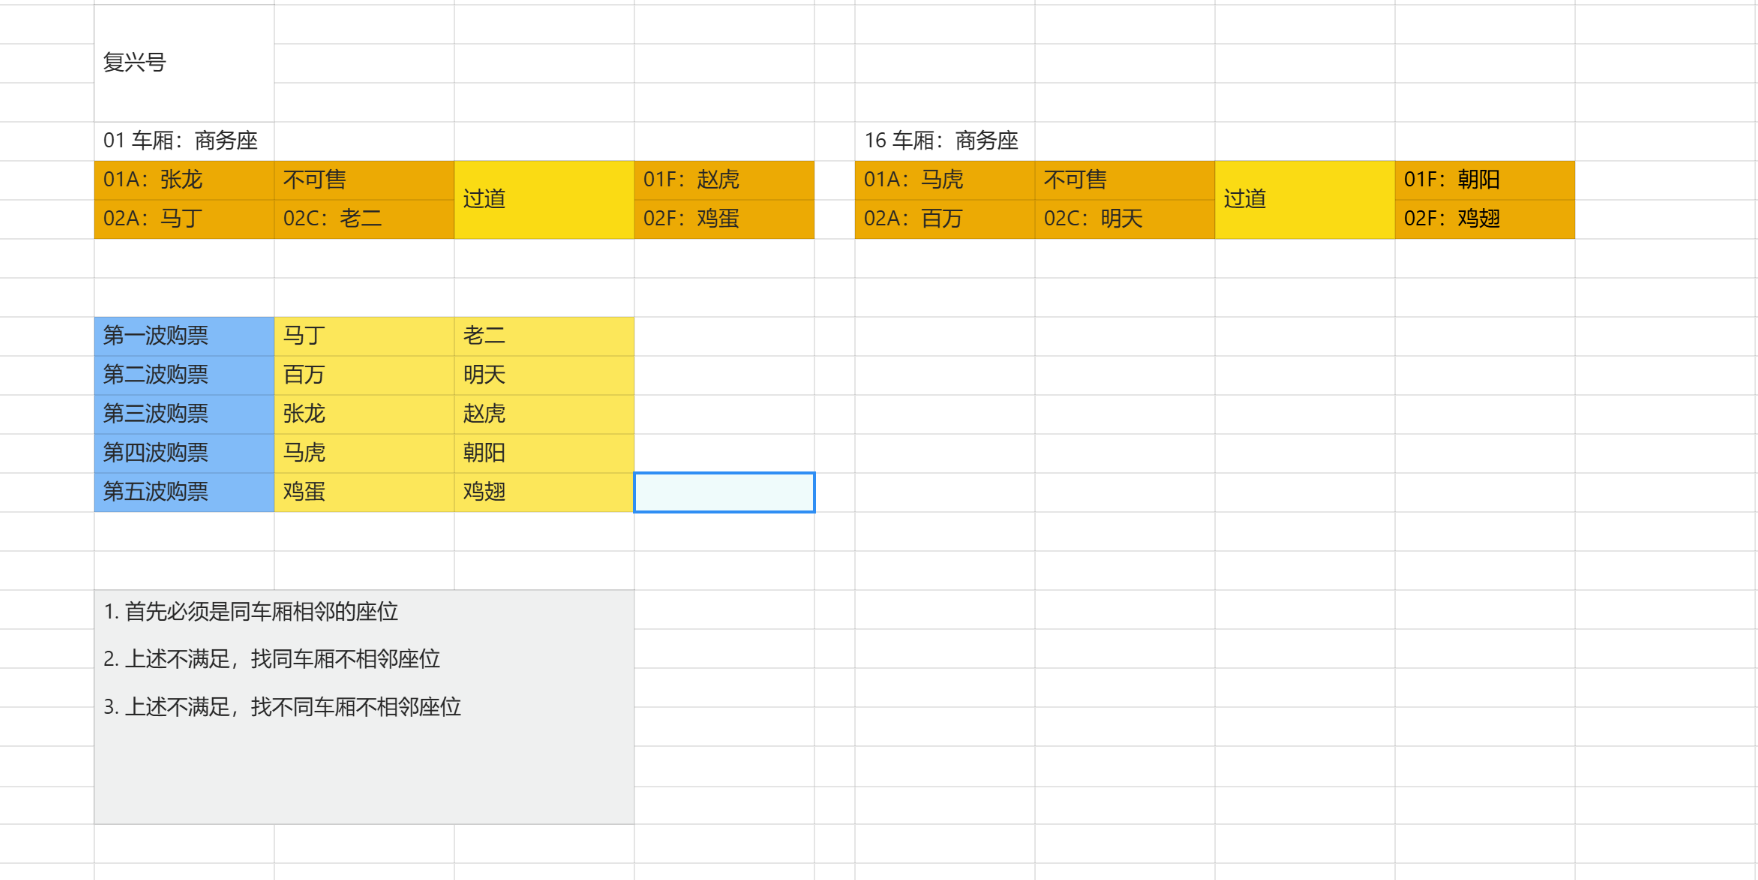 复兴号
01 车厢：商务座
16 车厢：商务座
01A：张龙 不可售 过道 01F：赵虎
02A：马丁 02C：老二 02F：鸡蛋
01A：马虎 不可售 过道 01F：朝阳
02A：百万 02C：明天 02F：鸡翅
第一波购票 马丁 老二
第二波购票 百万 明天
第三波购票 张龙 赵虎
第四波购票 马虎 朝阳
第五波购票 鸡蛋 鸡翅
1. 首先必须是同车厢相邻的座位
2. 上述不满足，找同车厢不相邻座位
3. 上述不满足，找不同车厢不相邻座位